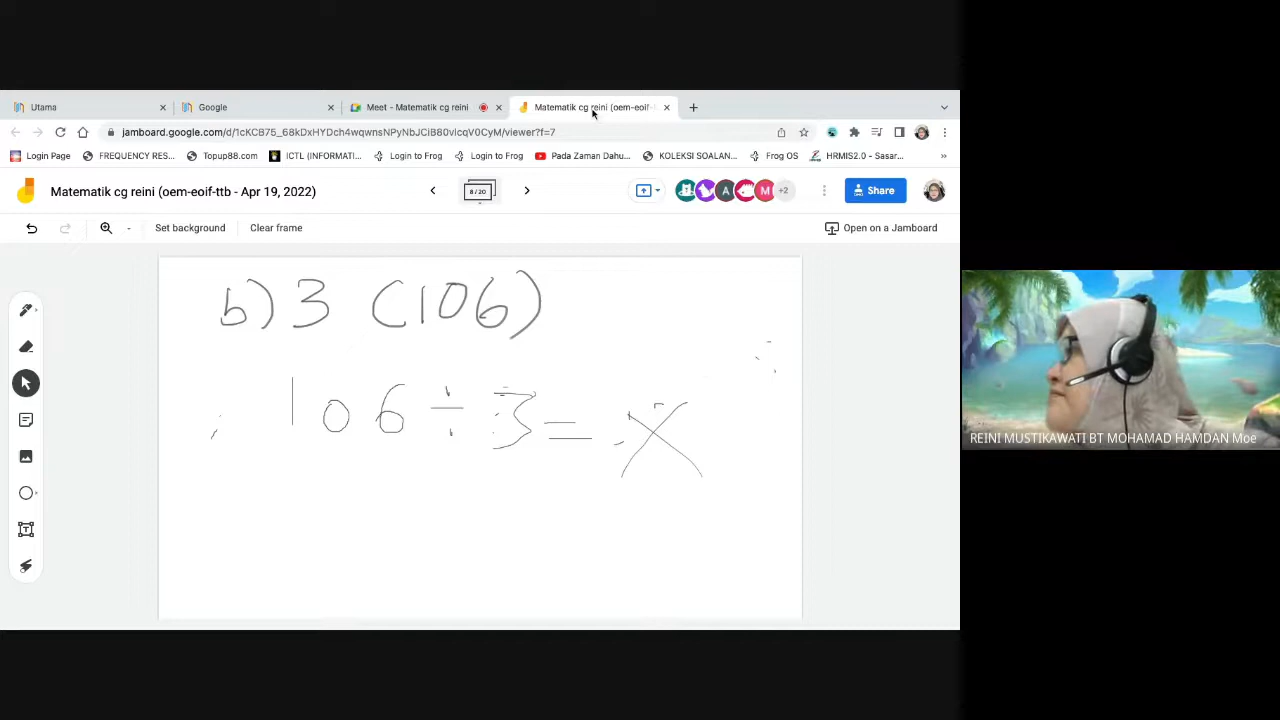 Utama
Google
Meet - Matematik cg reini
Matematik cg reini (oem-eoif-
jamboard.google.com/d/1cKCB75_68kDxHYDch4wqwnsNPyNbJCiB80vIcqV0CyM/viewer?f=7
Login Page
FREQUENCY RES...
Topup88.com
ICTL (INFORMATI...
Login to Frog
Login to Frog
Pada Zaman Dahu...
KOLEKSI SOALAN...
Frog OS
HRMIS2.0 - Sasar...
»
Matematik cg reini (oem-eoif-ttb - Apr 19, 2022)
8 / 20
A
M
+2
Share
Set background
Clear frame
Open on a Jamboard
b) 3 (106)
106 ÷ 3 = X
REINI MUSTIKAWATI BT MOHAMAD HAMDAN Moe